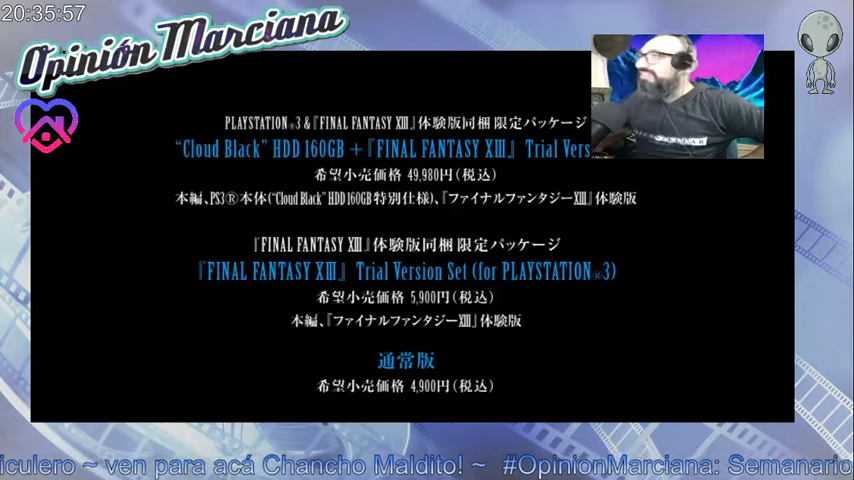 20:35:57
Opinión Marciana
PLAYSTATION®3 &『FINAL FANTASY XIII』体験版同梱 限定パッケージ
"Cloud Black" HDD 160GB +『FINAL FANTASY XIII』 Trial Vers
希望小売価格 49,980円(税込)
本編、PS3®本体("Cloud Black" HDD 160GB 特別仕様)、『ファイナルファンタジーXIII』体験版
『FINAL FANTASY XIII』体験版同梱 限定パッケージ
『FINAL FANTASY XIII』 Trial Version Set (for PLAYSTATION®3)
希望小売価格 5,900円(税込)
本編、『ファイナルファンタジーXIII』体験版
通常版
希望小売価格 4,900円(税込)
iculero ~ ven para acá Chancho Maldito! ~ #OpinionMarciana: Semanario